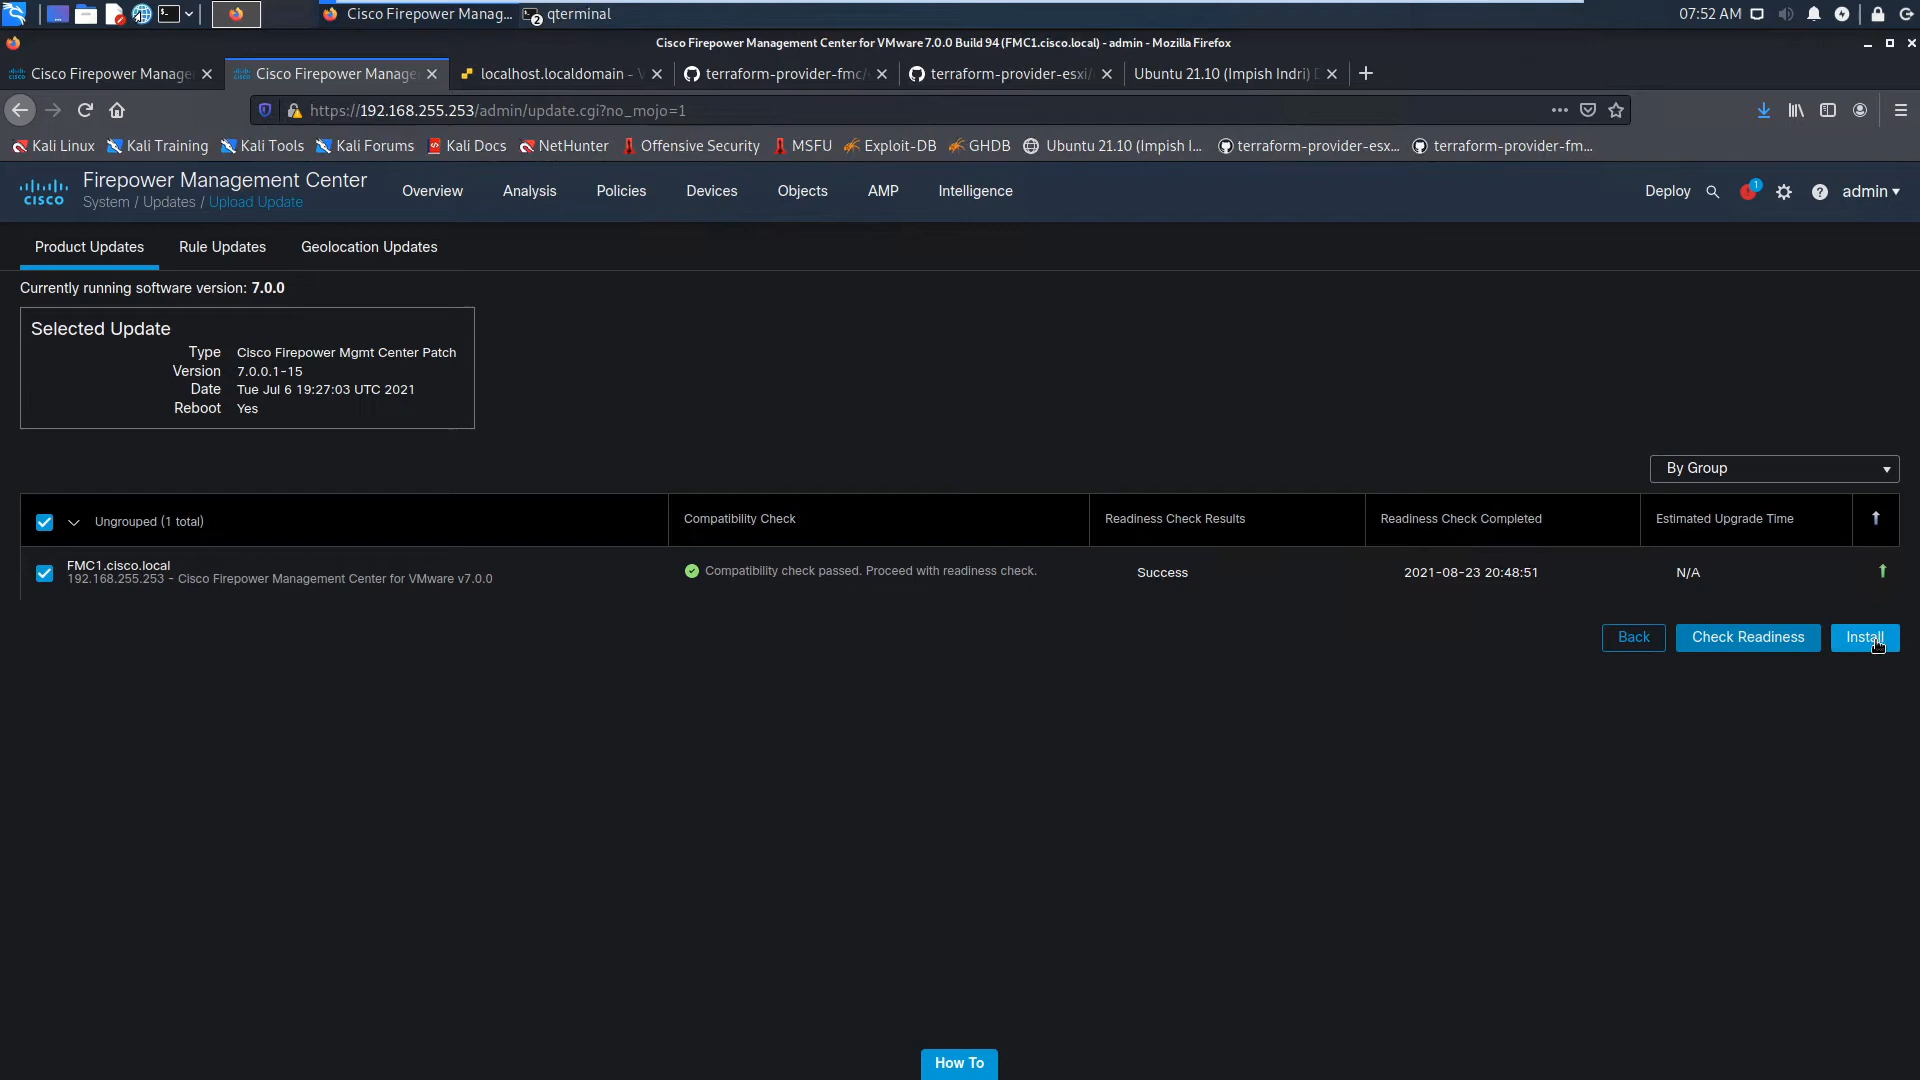 Cisco Firepower Manag...
2 qterminal
07:52 AM
Cisco Firepower Management Center for VMware 7.0.0 Build 94 (FMC1.cisco.local) - admin - Mozilla Firefox
Cisco Firepower Manage
Cisco Firepower Manage
localhost.localdomain -
terraform-provider-fmc/
terraform-provider-esxi/
Ubuntu 21.10 (Impish Indri)
https://192.168.255.253/admin/update.cgi?no_mojo=1
Kali Linux
Kali Training
Kali Tools
Kali Forums
Kali Docs
NetHunter
Offensive Security
MSFU
Exploit-DB
GHDB
Ubuntu 21.10 (Impish I...
terraform-provider-esx...
terraform-provider-fm...
cisco
Firepower Management Center
System / Updates / Upload Update
Overview
Analysis
Policies
Devices
Objects
AMP
Intelligence
Deploy
1
admin
Product Updates
Rule Updates
Geolocation Updates
Currently running software version: 7.0.0
Selected Update
Type Cisco Firepower Mgmt Center Patch
Version 7.0.0.1-15
Date Tue Jul 6 19:27:03 UTC 2021
Reboot Yes
By Group
Ungrouped (1 total)
Compatibility Check
Readiness Check Results
Readiness Check Completed
Estimated Upgrade Time
FMC1.cisco.local
192.168.255.253 - Cisco Firepower Management Center for VMware v7.0.0
Compatibility check passed. Proceed with readiness check.
Success
2021-08-23 20:48:51
N/A
Back
Check Readiness
Install
How To